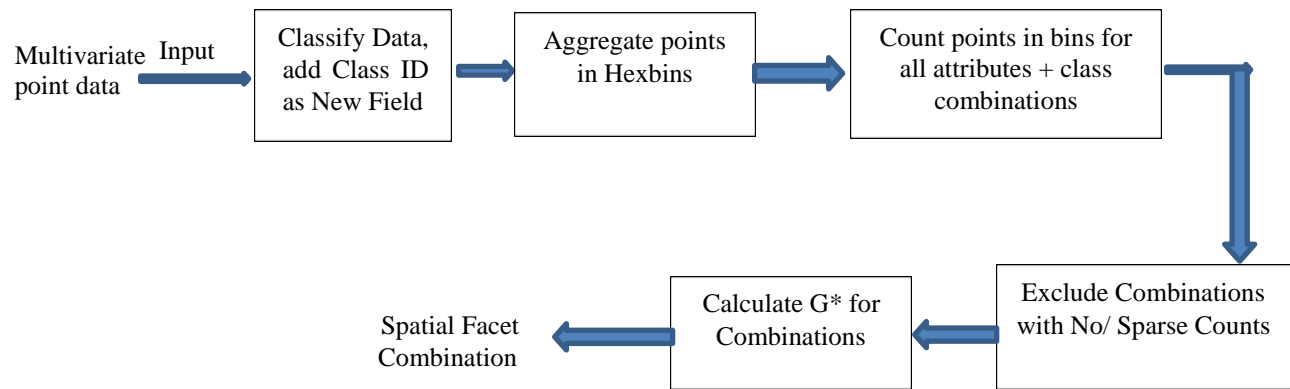 Multivariate
point data
Input
Classify Data,
add Class ID
as New Field
Aggregate points
in Hexbins
Count points in bins for
all attributes + class
combinations
Exclude Combinations
with No/ Sparse Counts
Calculate G* for
Combinations
Spatial Facet
Combination